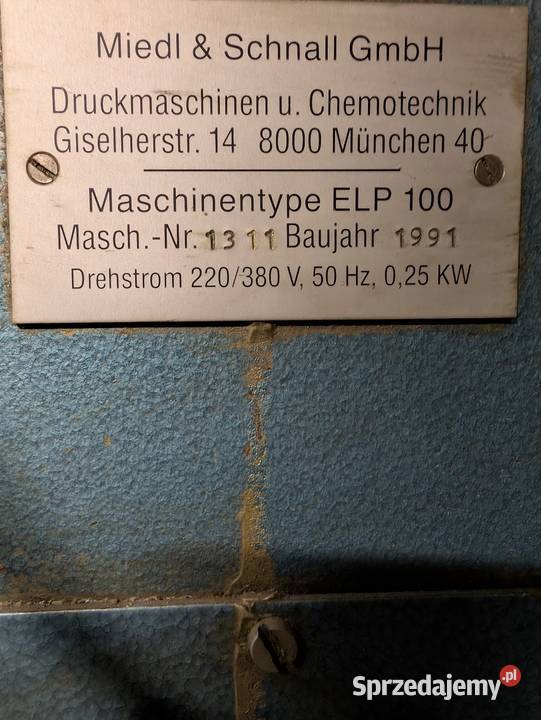 Miedl & Schnall GmbH
Druckmaschinen u. Chemotechnik
Giselherstr. 14 8000 München 40
Maschinentype ELP 100
Masch.-Nr. 1311 Baujahr 1991
Drehstrom 220/380 V, 50 Hz, 0,25 KW
Sprzedajemy.pl